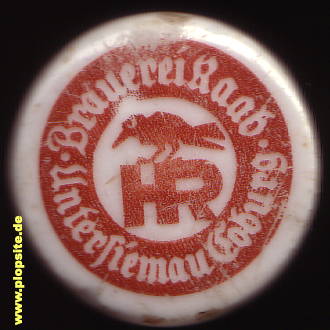 Brauerei Raab
Untersiemau Coburg
HR
www.plopsite.de